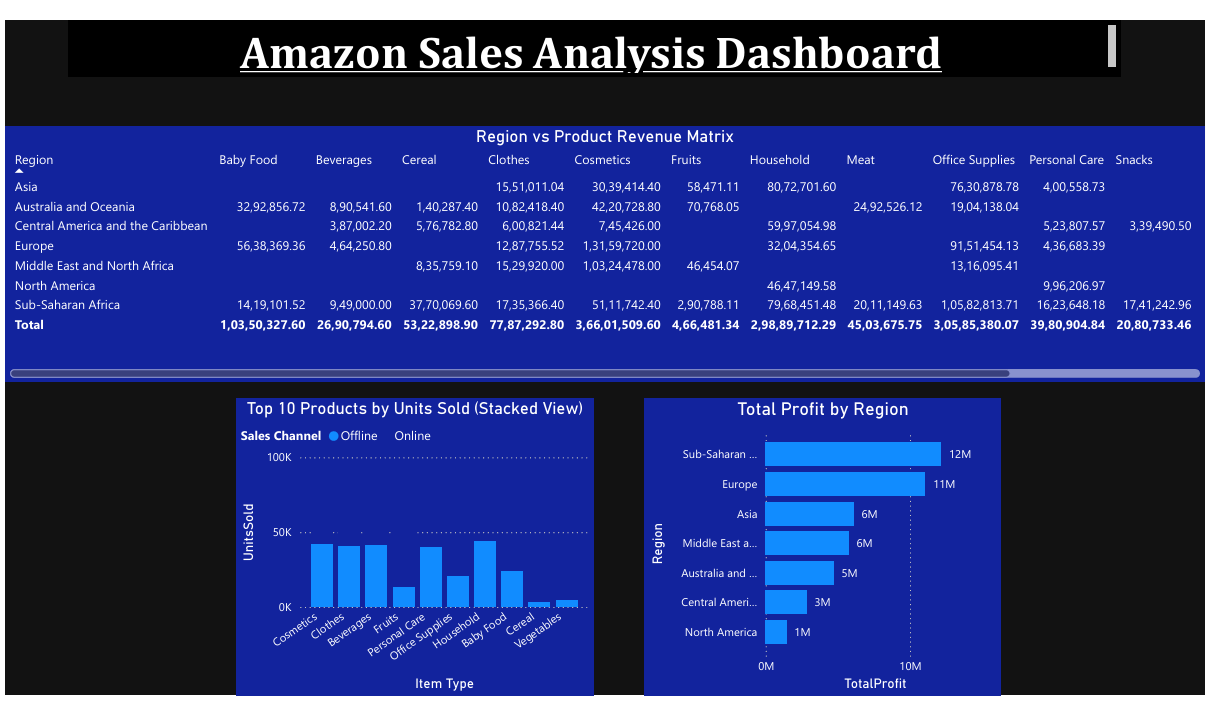 Amazon Sales Analysis Dashboard
Region vs Product Revenue Matrix
Region Baby Food Beverages Cereal Clothes Cosmetics Fruits Household Meat Office Supplies Personal Care Snacks
Asia 15,51,011.04 30,39,414.40 58,471.11 80,72,701.60 76,30,878.78 4,00,558.73
Australia and Oceania 32,92,856.72 8,90,541.60 1,40,287.40 10,82,418.40 42,20,728.80 70,768.05 24,92,526.12 19,04,138.04
Central America and the Caribbean 3,87,002.20 5,76,782.80 6,00,821.44 7,45,426.00 59,97,054.98 5,23,807.57 3,39,490.50
Europe 56,38,369.36 4,64,250.80 12,87,755.52 1,31,59,720.00 32,04,354.65 91,51,454.13 4,36,683.39
Middle East and North Africa 8,35,759.10 15,29,920.00 1,03,24,478.00 46,454.07 13,16,095.41
North America 46,47,149.58 9,96,206.97
Sub-Saharan Africa 14,19,101.52 9,49,000.00 37,70,069.60 17,35,366.40 51,11,742.40 2,90,788.11 79,68,451.48 20,11,149.63 1,05,82,813.71 16,23,648.18 17,41,242.96
Total 1,03,50,327.60 26,90,794.60 53,22,898.90 77,87,292.80 3,66,01,509.60 4,66,481.34 2,98,89,712.29 45,03,675.75 3,05,85,380.07 39,80,904.84 20,80,733.46
Top 10 Products by Units Sold (Stacked View)
Sales Channel Offline Online
100K
50K
0K
UnitsSold
Cosmetics
Clothes
Beverages
Fruits
Personal Care
Office Supplies
Household
Baby Food
Cereal
Vegetables
Item Type
Total Profit by Region
Region
Sub-Saharan ... 12M
Europe 11M
Asia 6M
Middle East a... 6M
Australia and ... 5M
Central Ameri... 3M
North America 1M
0M 10M
TotalProfit